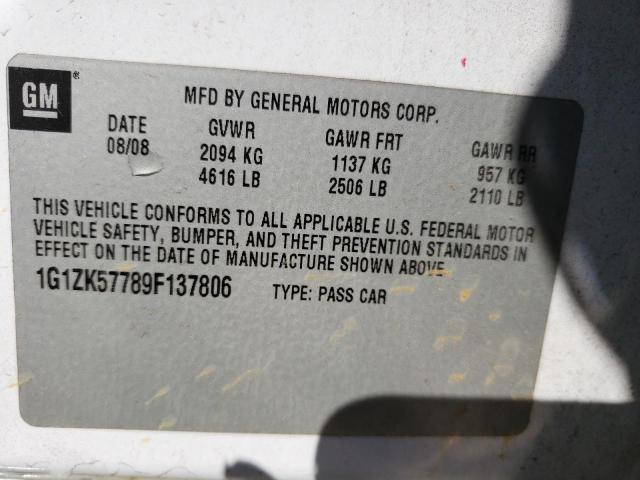 GM®
MFD BY GENERAL MOTORS CORP.
DATE GVWR GAWR FRT GAWR RR
08/08 2094 KG 1137 KG 957 KG
4616 LB 2506 LB 2110 LB
THIS VEHICLE CONFORMS TO ALL APPLICABLE U.S. FEDERAL MOTOR
VEHICLE SAFETY, BUMPER, AND THEFT PREVENTION STANDARDS IN
EFFECT ON THE DATE OF MANUFACTURE SHOWN ABOVE.
1G1ZK57789F137806 TYPE: PASS CAR